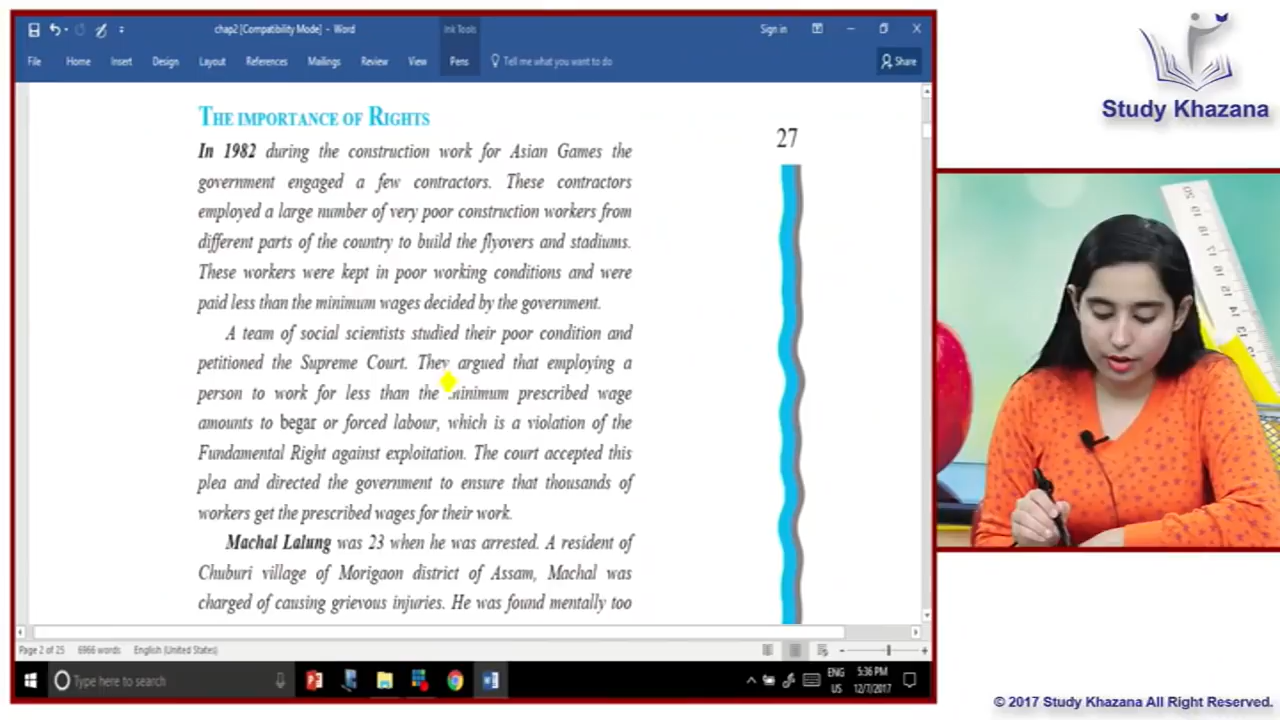 chap2 [Compatibility Mode] - Word
Ink Tools
Sign in
File Home Insert Design Layout References Mailings Review View Pens Tell me what you want to do Share
Study Khazana
THE IMPORTANCE OF RIGHTS
27
In 1982 during the construction work for Asian Games the
government engaged a few contractors. These contractors
employed a large number of very poor construction workers from
different parts of the country to build the flyovers and stadiums.
These workers were kept in poor working conditions and were
paid less than the minimum wages decided by the government.
A team of social scientists studied their poor condition and
petitioned the Supreme Court. They argued that employing a
person to work for less than the minimum prescribed wage
amounts to begar or forced labour, which is a violation of the
Fundamental Right against exploitation. The court accepted this
plea and directed the government to ensure that thousands of
workers get the prescribed wages for their work.
Machal Lalung was 23 when he was arrested. A resident of
Chuburi village of Morigaon district of Assam, Machal was
charged of causing grievous injuries. He was found mentally too
Page 2 of 25 6966 words English (United States)
Type here to search
ENG
US
5:36 PM
12/7/2017
© 2017 Study Khazana All Right Reserved.